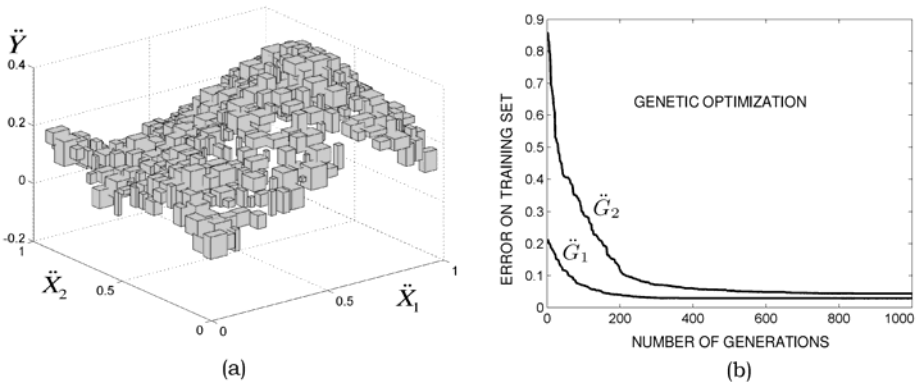 Ÿ
0.4
0.2
0
-0.2
1
0.5
0
Ẍ₂
0
0.5
1
Ẍ₁
(a)
ERROR ON TRAINING SET
0.9
0.8
0.7
0.6
0.5
0.4
0.3
0.2
0.1
0
GENETIC OPTIMIZATION
G̈₂
G̈₁
0 200 400 600 800 1000
NUMBER OF GENERATIONS
(b)